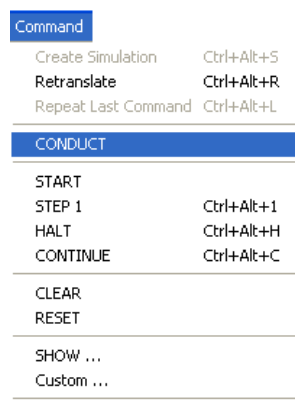 Command
Create Simulation Ctrl+Alt+S
Retranslate Ctrl+Alt+R
Repeat Last Command Ctrl+Alt+L
CONDUCT
START
STEP 1 Ctrl+Alt+1
HALT Ctrl+Alt+H
CONTINUE Ctrl+Alt+C
CLEAR
RESET
SHOW ...
Custom ...